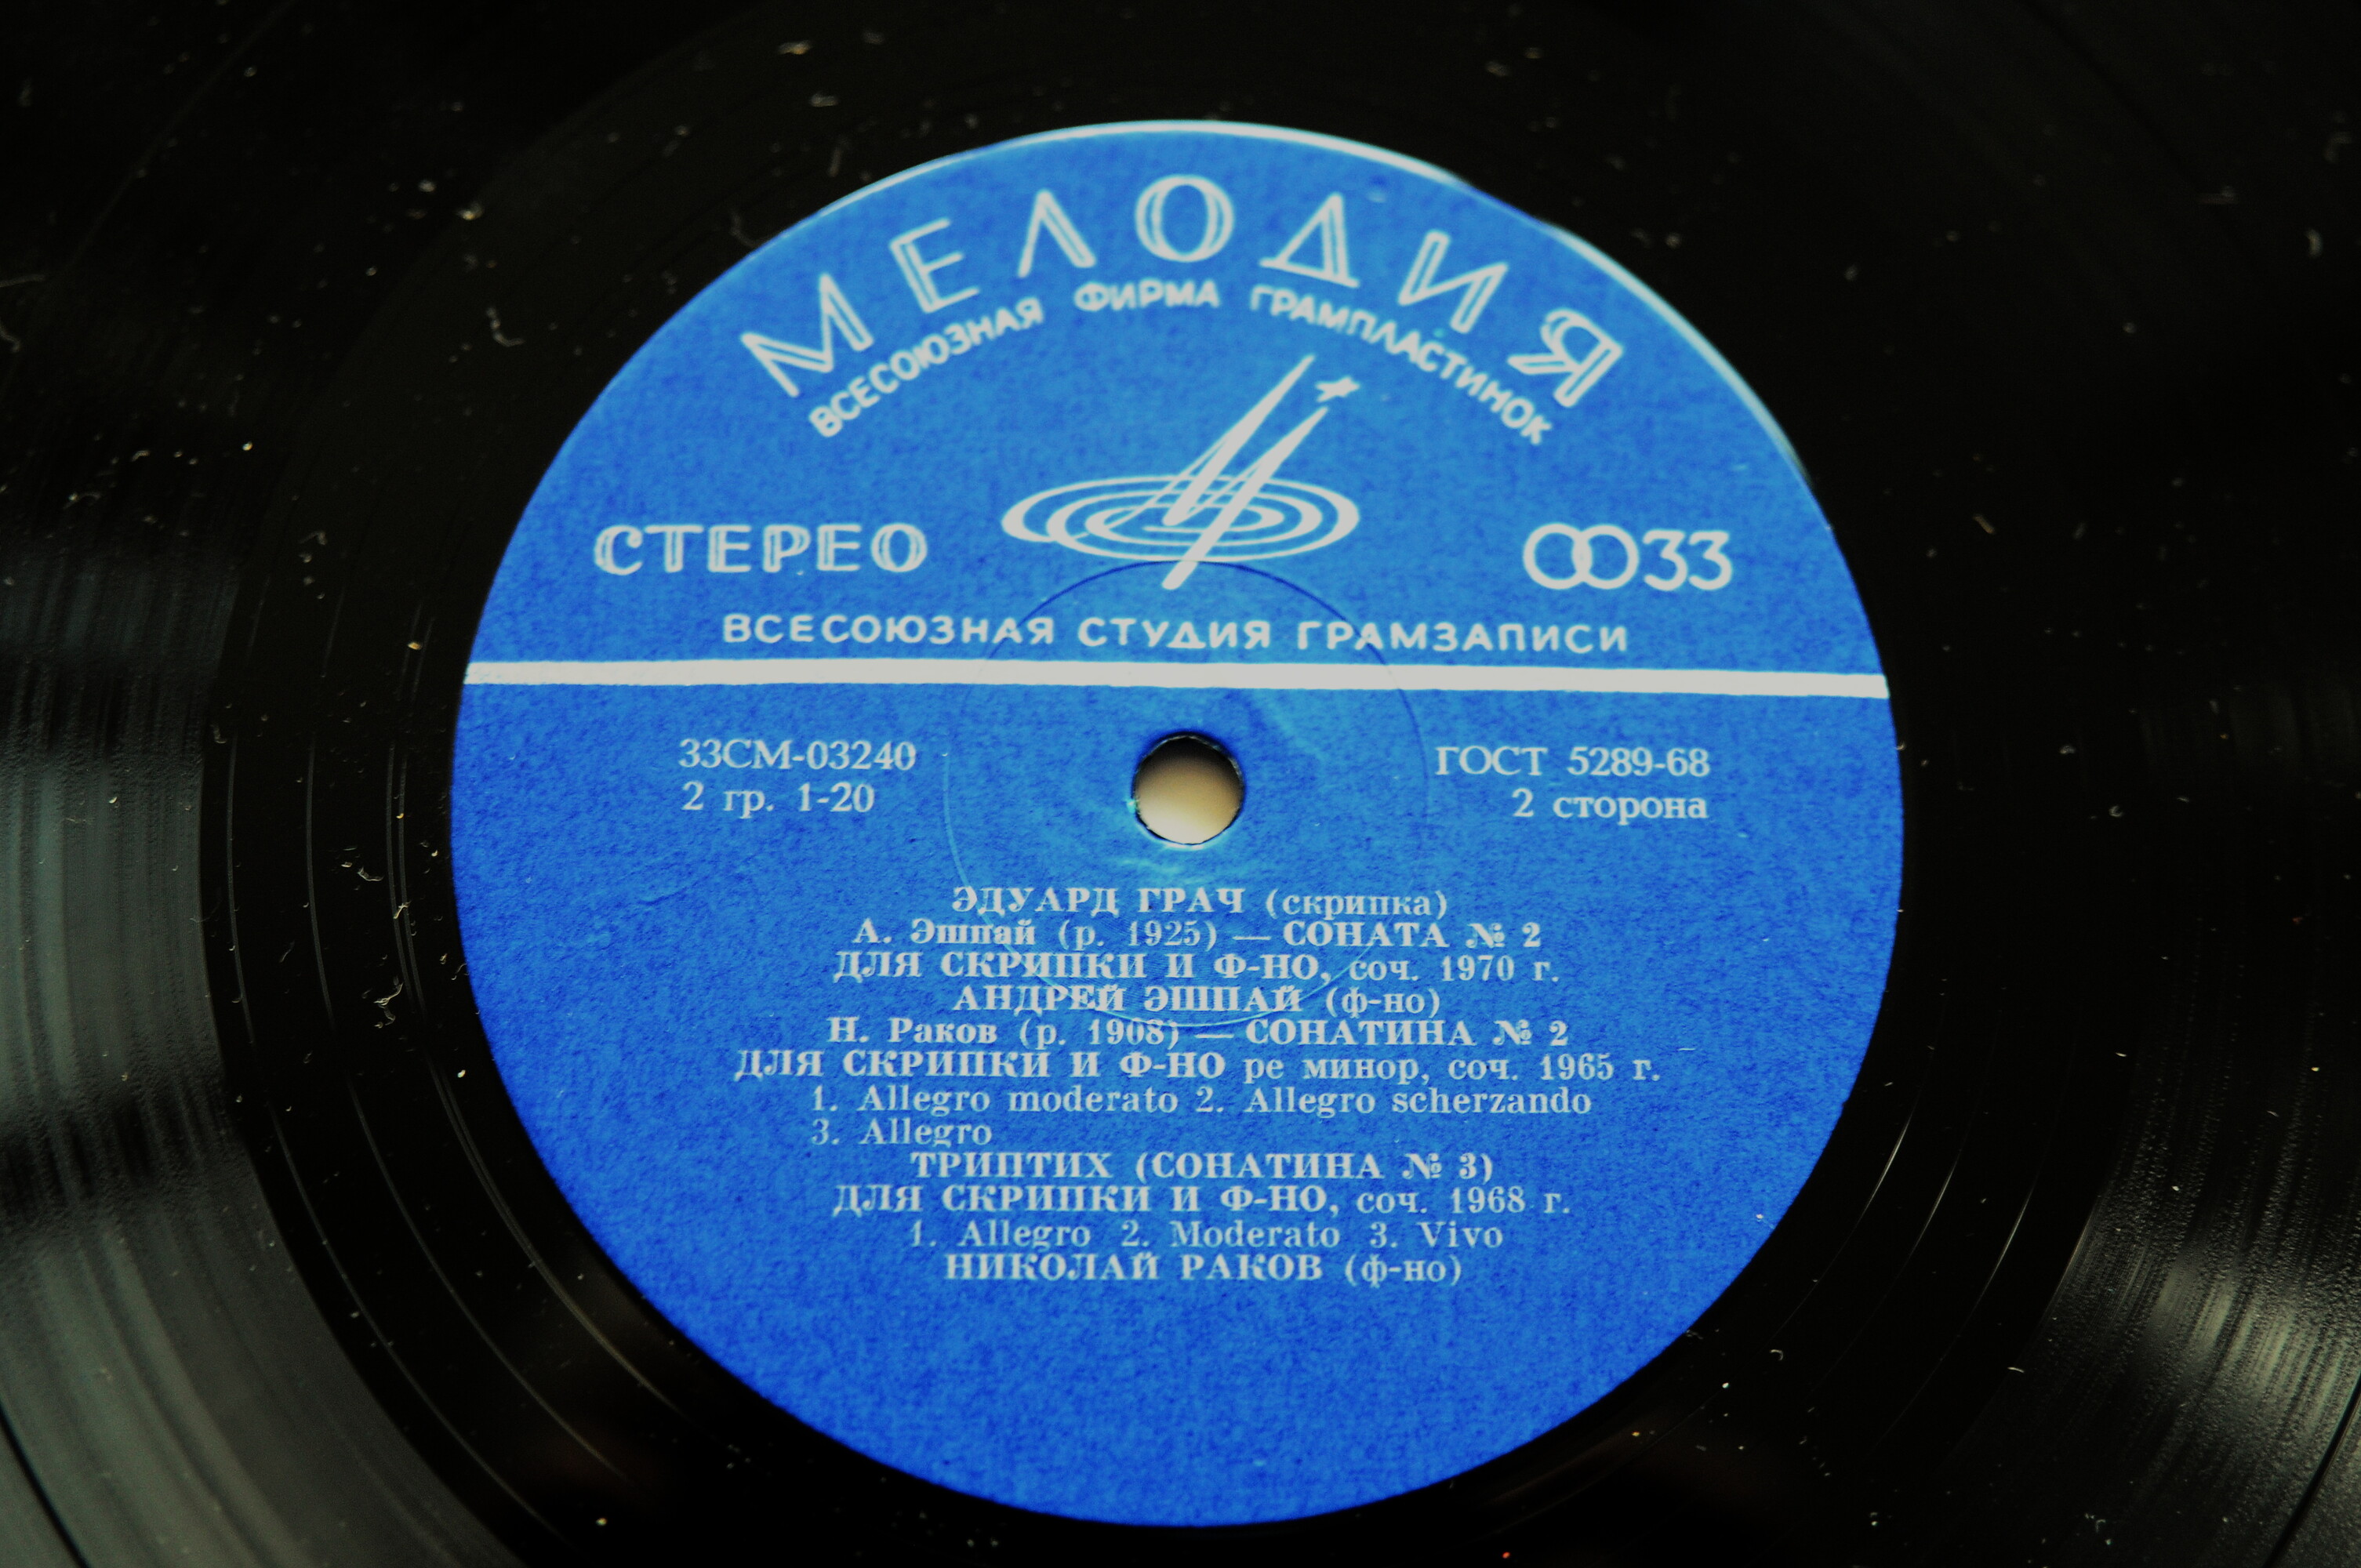 МЕЛОДИЯ
ВСЕСОЮЗНАЯ ФИРМА ГРАМПЛАСТИНОК
СТЕРЕО
33
ВСЕСОЮЗНАЯ СТУДИЯ ГРАМЗАПИСИ
33СМ-03240
ГОСТ 5289-68
2 гр. 1-20
2 сторона
ЭДУАРД ГРАЧ (скрипка)
А. Эшпай (р. 1925) — СОНАТА № 2
ДЛЯ СКРИПКИ И Ф-НО, соч. 1970 г.
АНДРЕЙ ЭШПАЙ (ф-но)
Н. Раков (р. 1908) — СОНАТИНА № 2
ДЛЯ СКРИПКИ И Ф-НО ре минор, соч. 1965 г.
1. Allegro moderato 2. Allegro scherzando
3. Allegro
ТРИПТИХ (СОНАТИНА № 3)
ДЛЯ СКРИПКИ И Ф-НО, соч. 1968 г.
1. Allegro 2. Moderato 3. Vivo
НИКОЛАЙ РАКОВ (ф-но)